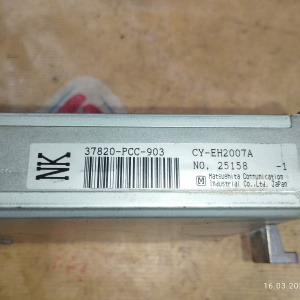 NK
37820-PCC-903 CY-EH2007A
NO. 25158 -1
M Matsushita Communication
Industrial Co.,Ltd. Japan
16.03.20